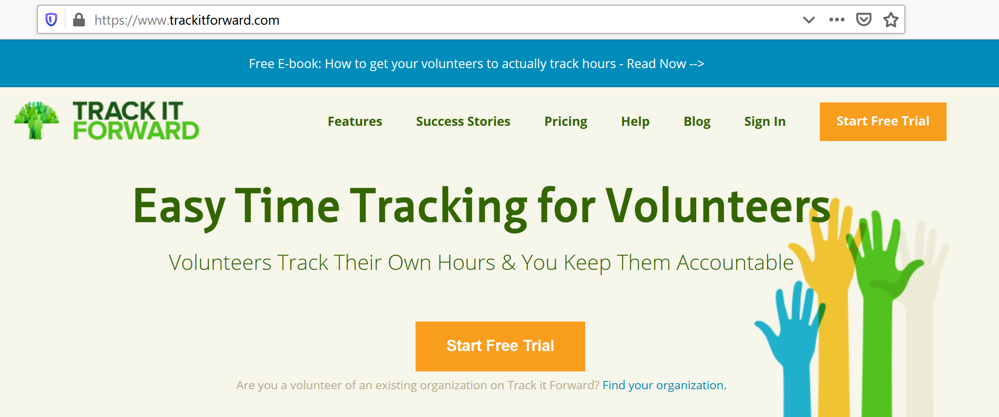 https://www.trackitforward.com
Free E-book: How to get your volunteers to actually track hours - Read Now -->
TRACK IT
FORWARD
Features Success Stories Pricing Help Blog Sign In Start Free Trial
Easy Time Tracking for Volunteers
Volunteers Track Their Own Hours & You Keep Them Accountable
Start Free Trial
Are you a volunteer of an existing organization on Track it Forward? Find your organization.